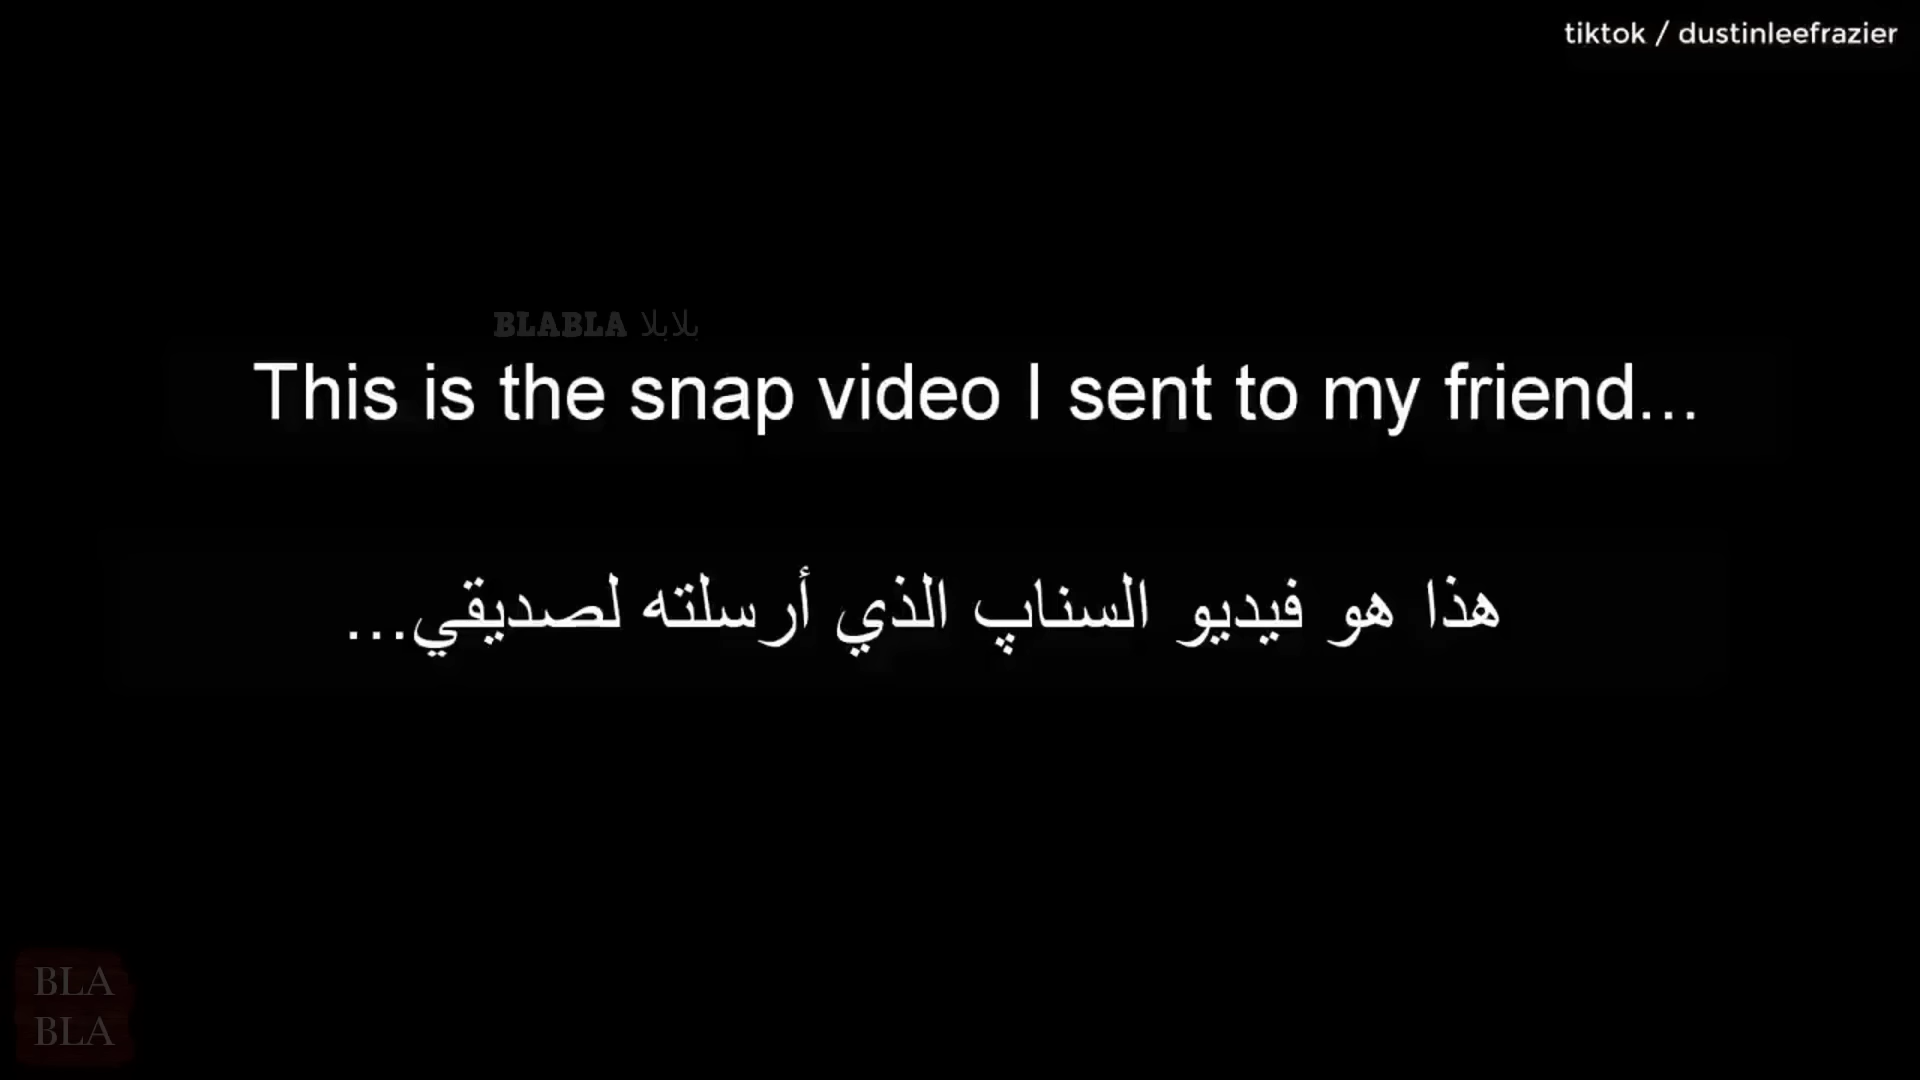 tiktok / dustinleefrazier
BLABLA بلابلا
This is the snap video I sent to my friend...
هذا هو فيديو السناپ الذي أرسلته لصديقي...
BLA
BLA